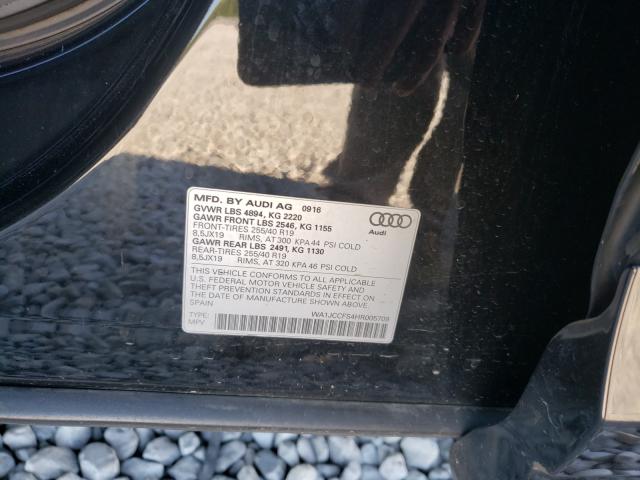 MFD. BY AUDI AG 0916
GVWR LBS 4894, KG 2220
GAWR FRONT LBS 2546, KG 1155
FRONT-TIRES 255/40 R19
8,5JX19 RIMS, AT 300 KPA 44 PSI COLD
GAWR REAR LBS 2491, KG 1130
REAR-TIRES 255/40 R19
8,5JX19 RIMS, AT 320 KPA 46 PSI COLD
THIS VEHICLE CONFORMS TO ALL APPLICABLE
U.S. FEDERAL MOTOR VEHICLE SAFETY AND
THEFT PREVENTION STANDARDS IN EFFECT
ON THE DATE OF MANUFACTURE SHOWN ABOVE.
SPAIN
TYPE: WA1JCCFS4HR005709
MPV
Audi